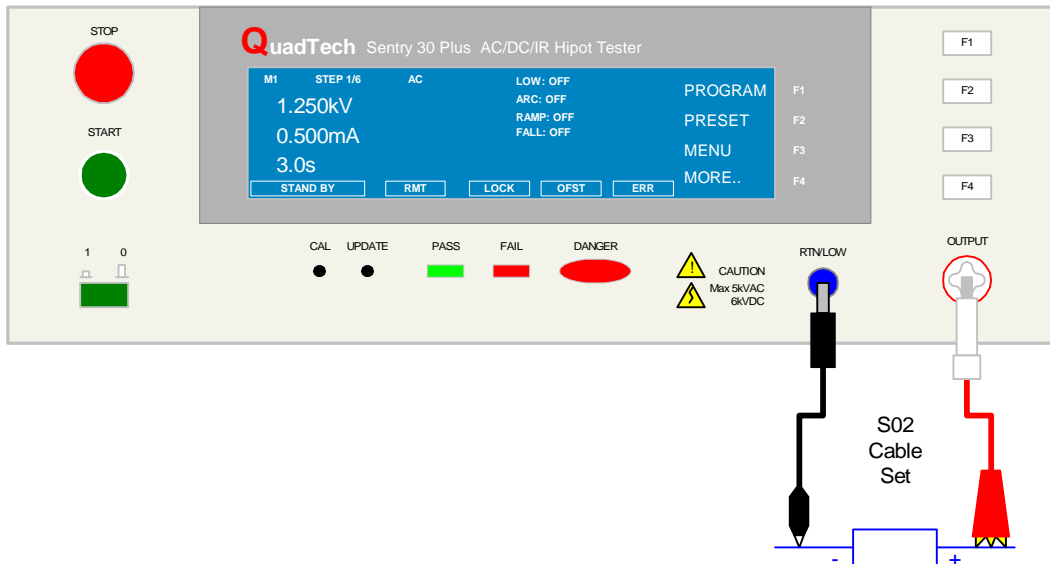 STOP
START
1 0
QuadTech Sentry 30 Plus AC/DC/IR Hipot Tester
M1 STEP 1/6 AC
1.250kV
0.500mA
3.0s
LOW: OFF
ARC: OFF
RAMP: OFF
FALL: OFF
PROGRAM F1
PRESET F2
MENU F3
MORE.. F4
STAND BY RMT LOCK OFST ERR
F1
F2
F3
F4
CAL UPDATE PASS FAIL DANGER
! CAUTION
Max 5kVAC
6kVDC
RTN/LOW
OUTPUT
S02
Cable
Set
- +